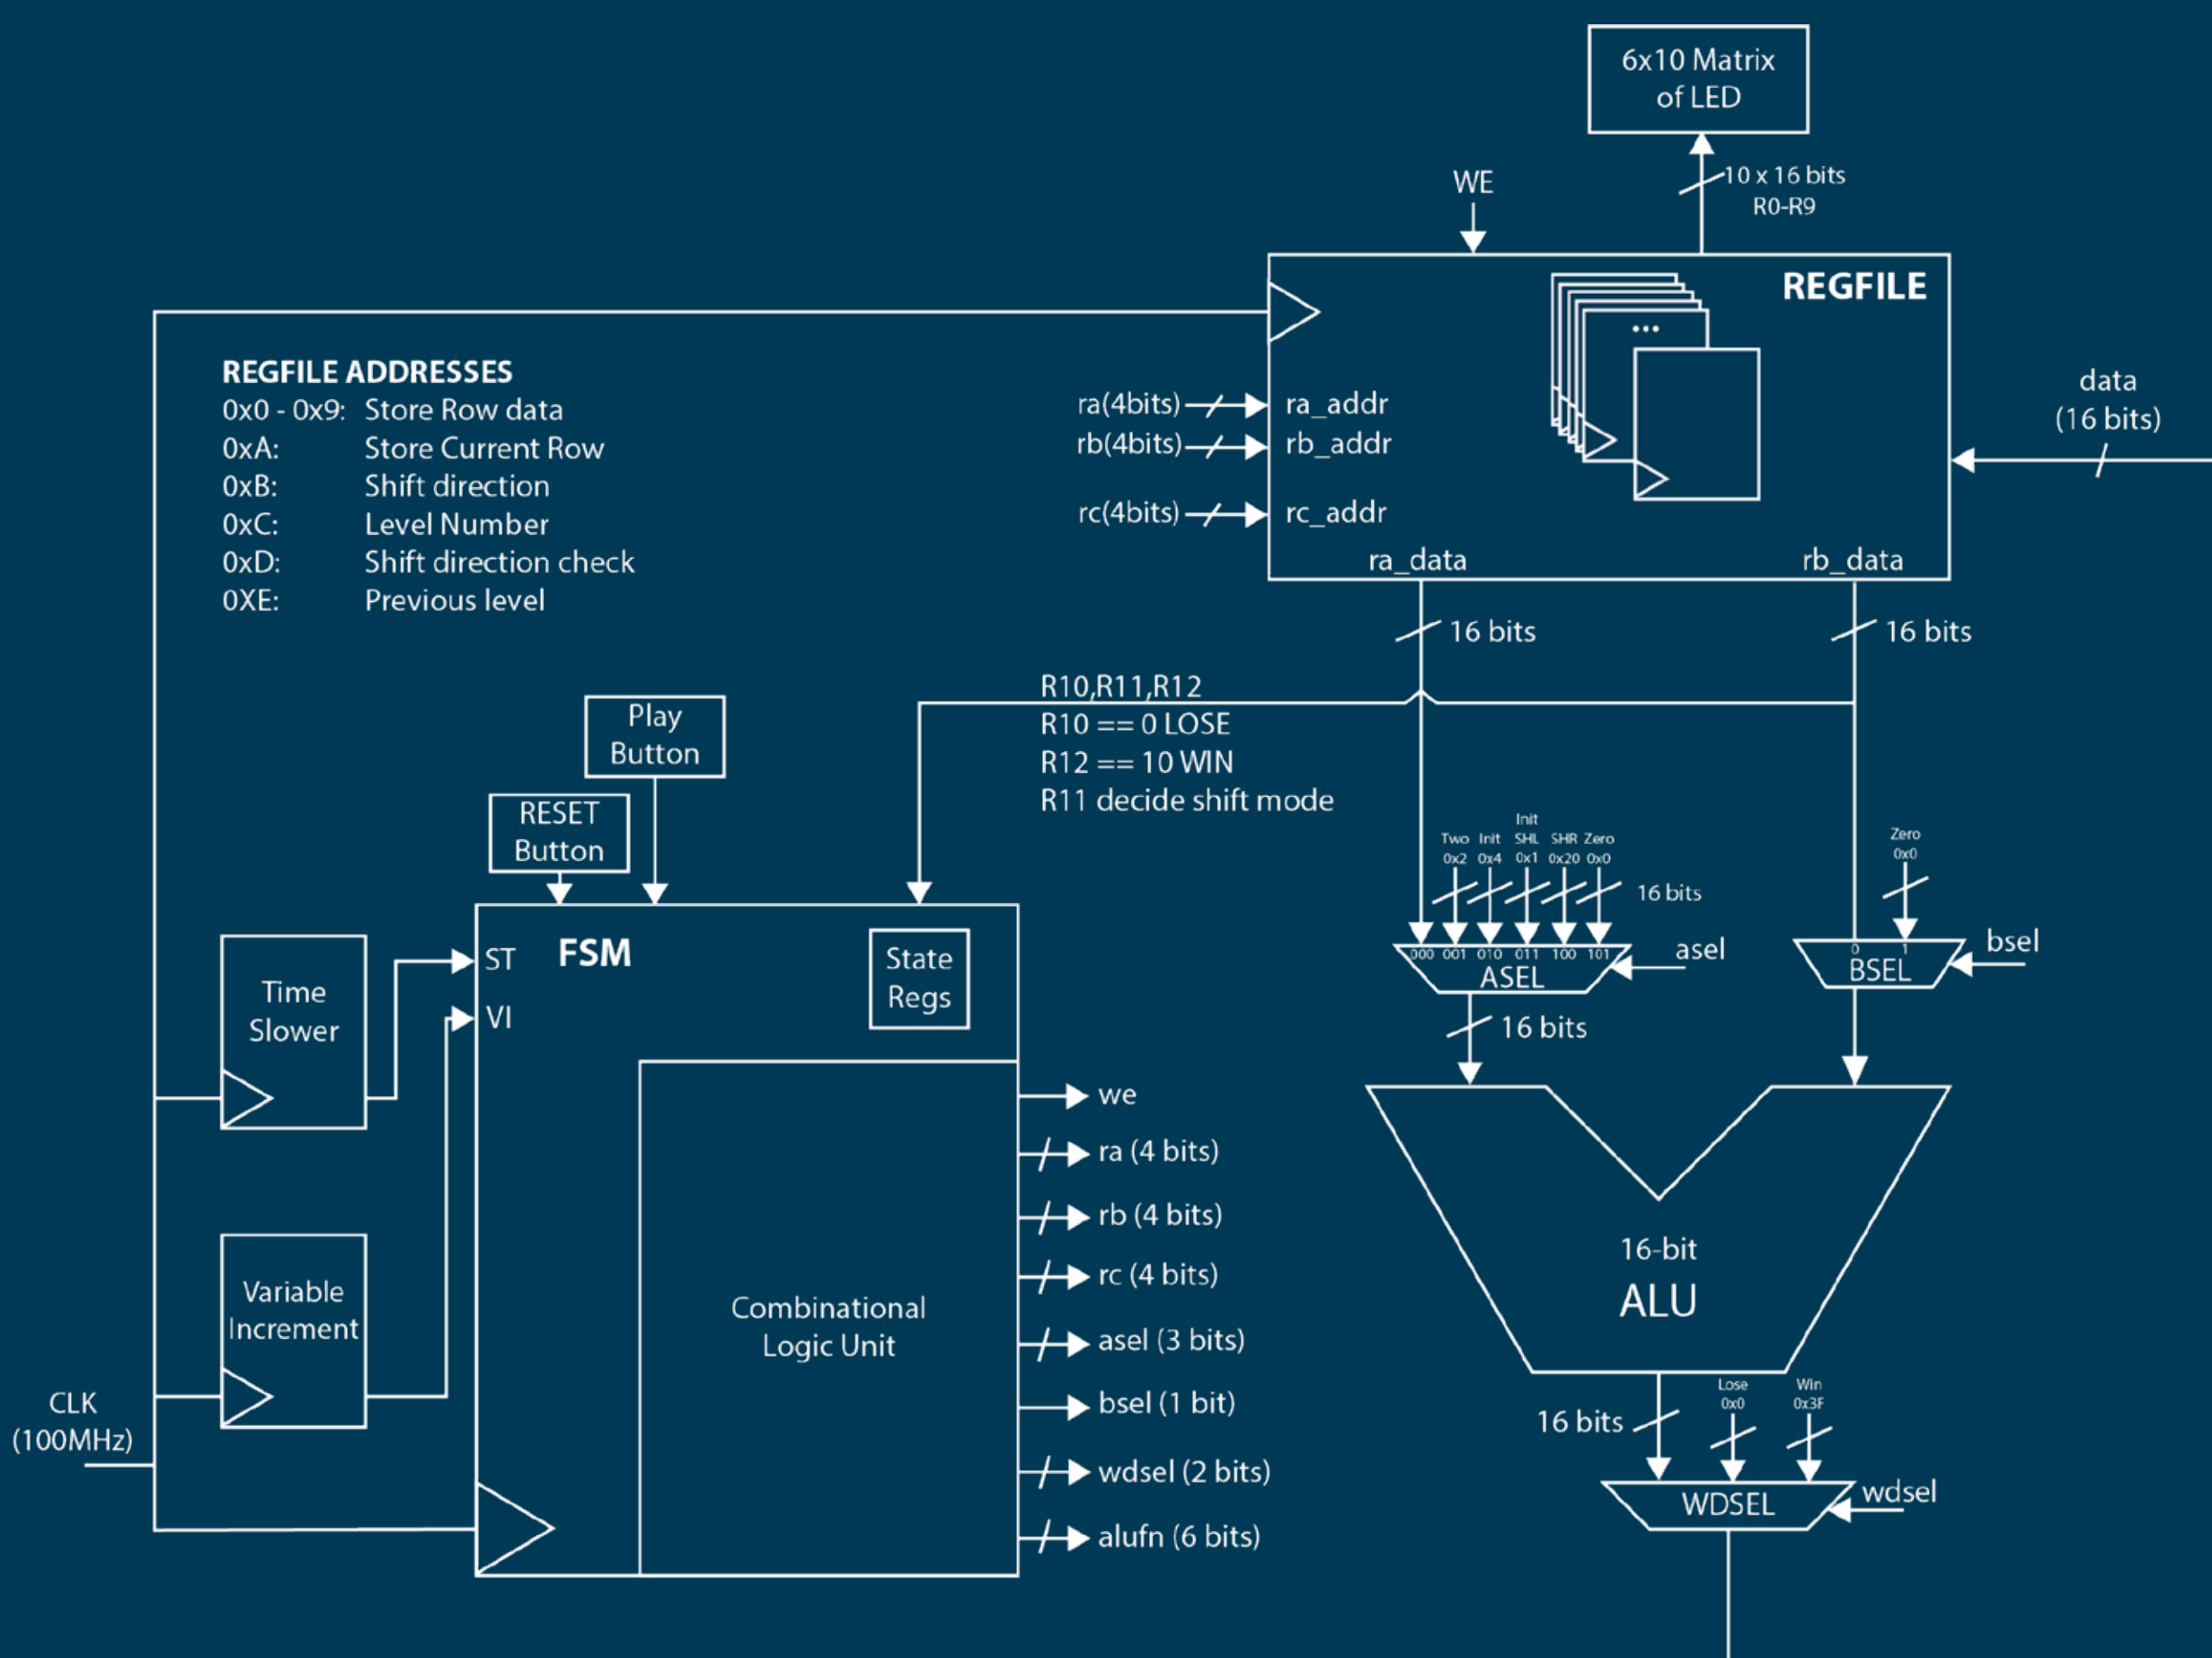 6x10 Matrix
of LED
WE
10 x 16 bits
R0-R9
REGFILE
...
REGFILE ADDRESSES
0x0 - 0x9: Store Row data
0xA: Store Current Row
0xB: Shift direction
0xC: Level Number
0xD: Shift direction check
0XE: Previous level
ra(4bits)
rb(4bits)
rc(4bits)
ra_addr
rb_addr
rc_addr
ra_data
rb_data
data
(16 bits)
16 bits
16 bits
R10,R11,R12
R10 == 0 LOSE
R12 == 10 WIN
R11 decide shift mode
Play
Button
RESET
Button
Two Init Init SHL SHR Zero
0x2 0x4 0x1 0x20 0x0
16 bits
Zero
0x0
000 001 010 011 100 101
ASEL
asel
0 1
BSEL
bsel
16 bits
ST
VI
FSM
State
Regs
Time
Slower
Variable
Increment
CLK
(100MHz)
Combinational
Logic Unit
we
ra (4 bits)
rb (4 bits)
rc (4 bits)
asel (3 bits)
bsel (1 bit)
wdsel (2 bits)
alufn (6 bits)
16-bit
ALU
16 bits
Lose
0x0
Win
0x3F
WDSEL
wdsel